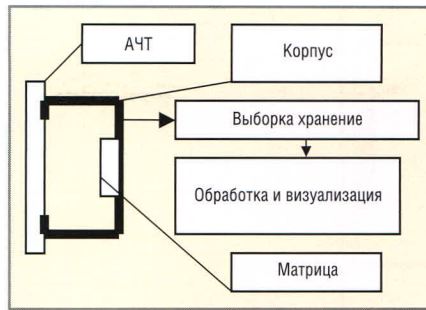 АЧТ
Корпус
Выборка хранение
Обработка и визуализация
Матрица